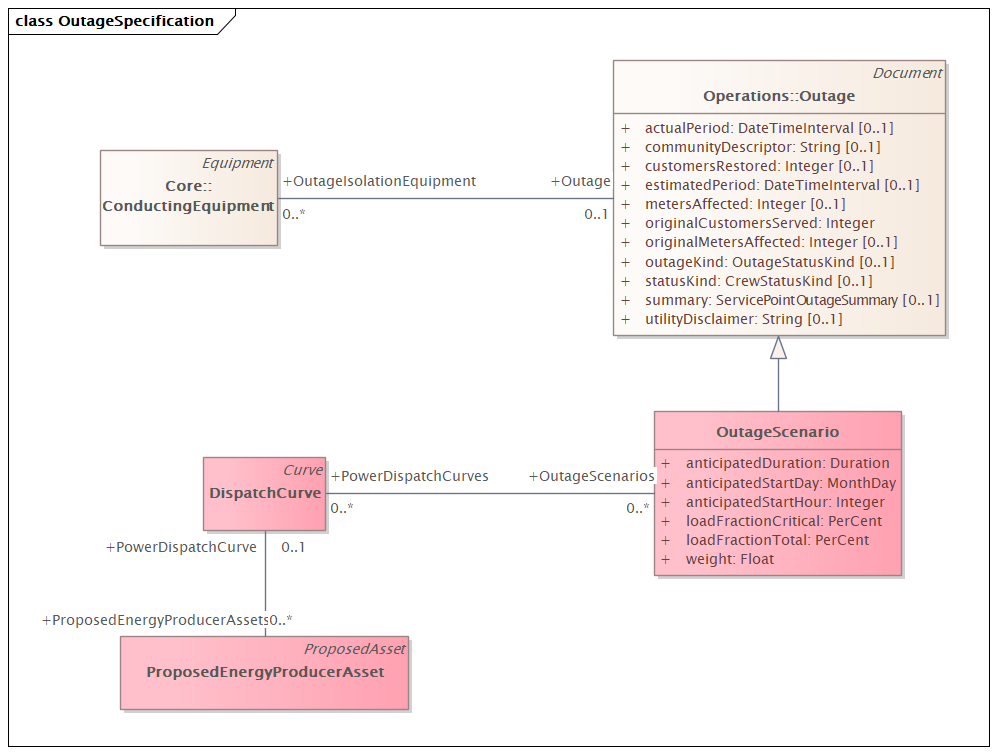 class OutageSpecification
Document
Operations::Outage
+ actualPeriod: DateTimeInterval [0..1]
+ communityDescriptor: String [0..1]
+ customersRestored: Integer [0..1]
+ estimatedPeriod: DateTimeInterval [0..1]
+ metersAffected: Integer [0..1]
+ originalCustomersServed: Integer
+ originalMetersAffected: Integer [0..1]
+ outageKind: OutageStatusKind [0..1]
+ statusKind: CrewStatusKind [0..1]
+ summary: ServicePointOutageSummary [0..1]
+ utilityDisclaimer: String [0..1]
Equipment
Core::
ConductingEquipment
+OutageIsolationEquipment
+Outage
0..*
0..1
OutageScenario
+ anticipatedDuration: Duration
+ anticipatedStartDay: MonthDay
+ anticipatedStartHour: Integer
+ loadFractionCritical: PerCent
+ loadFractionTotal: PerCent
+ weight: Float
Curve
DispatchCurve
+PowerDispatchCurves
+OutageScenarios
0..*
0..*
+PowerDispatchCurve
0..1
+ProposedEnergyProducerAssets
0..*
ProposedAsset
ProposedEnergyProducerAsset